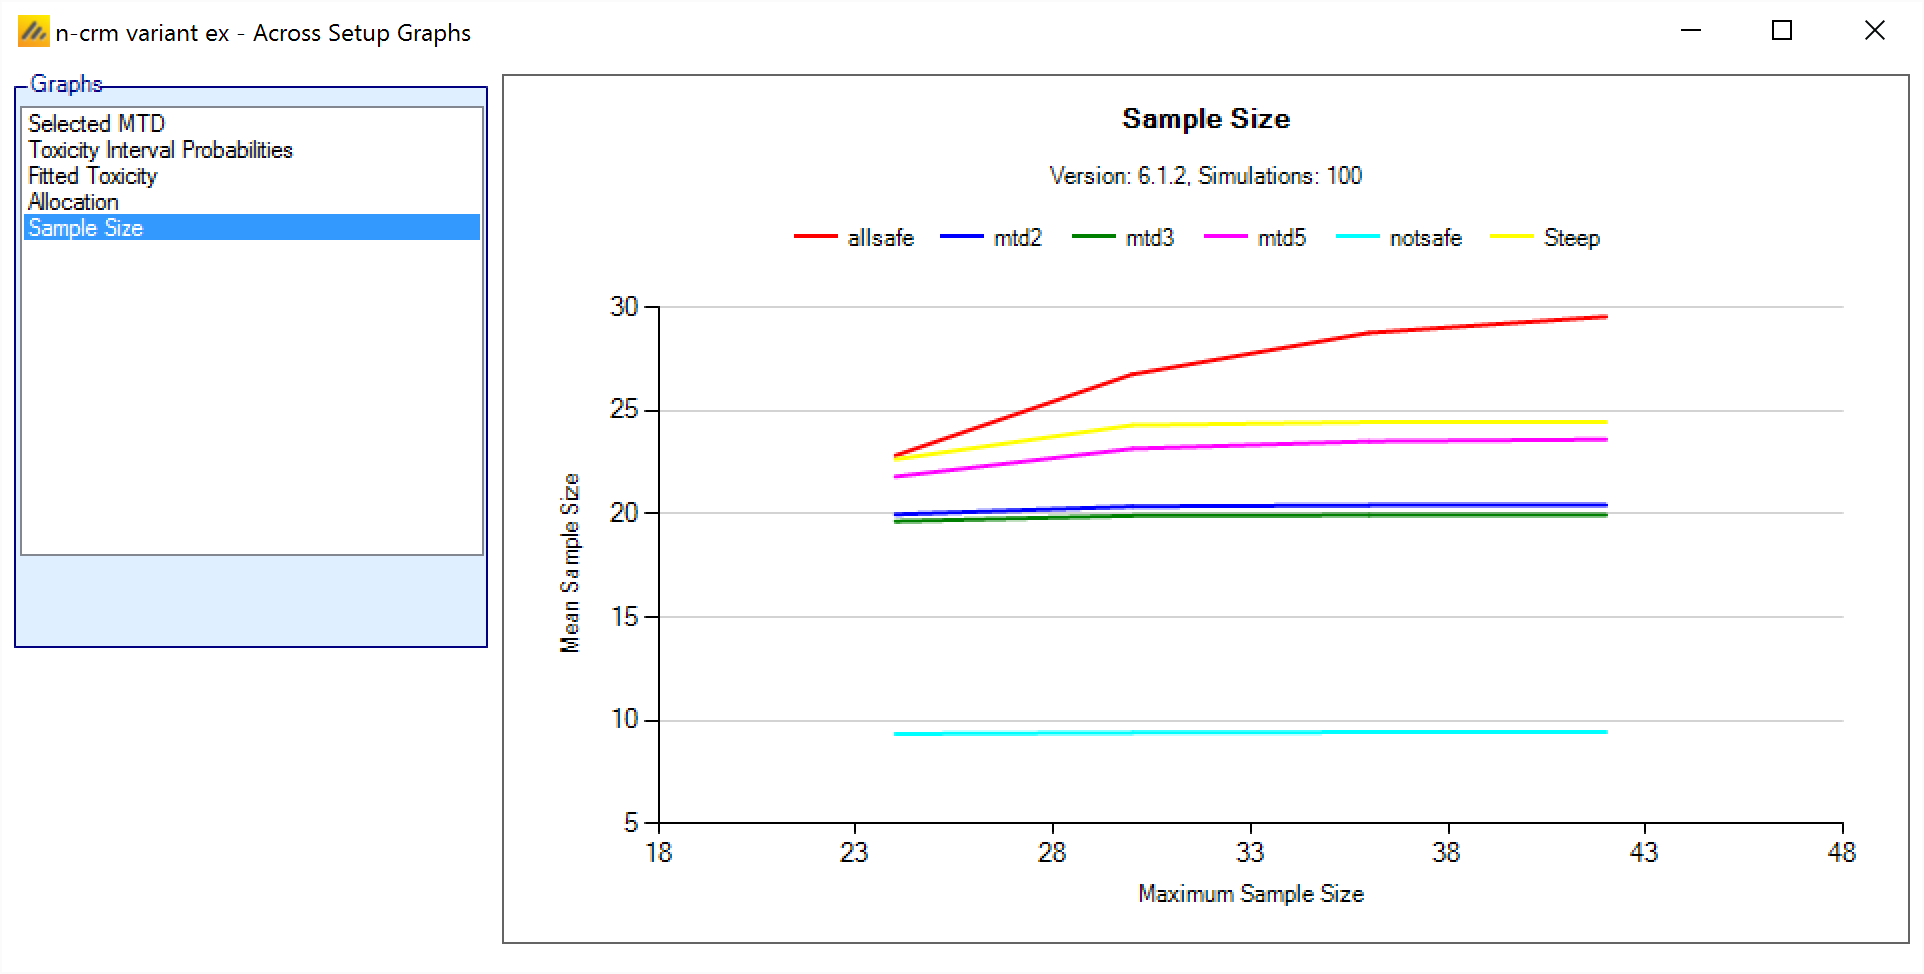 n-crm variant ex - Across Setup Graphs
Graphs
Selected MTD
Toxicity Interval Probabilities
Fitted Toxicity
Allocation
Sample Size
Sample Size
Version: 6.1.2, Simulations: 100
allsafe mtd2 mtd3 mtd5 notsafe Steep
30
25
20
15
10
5
Mean Sample Size
18 23 28 33 38 43 48
Maximum Sample Size